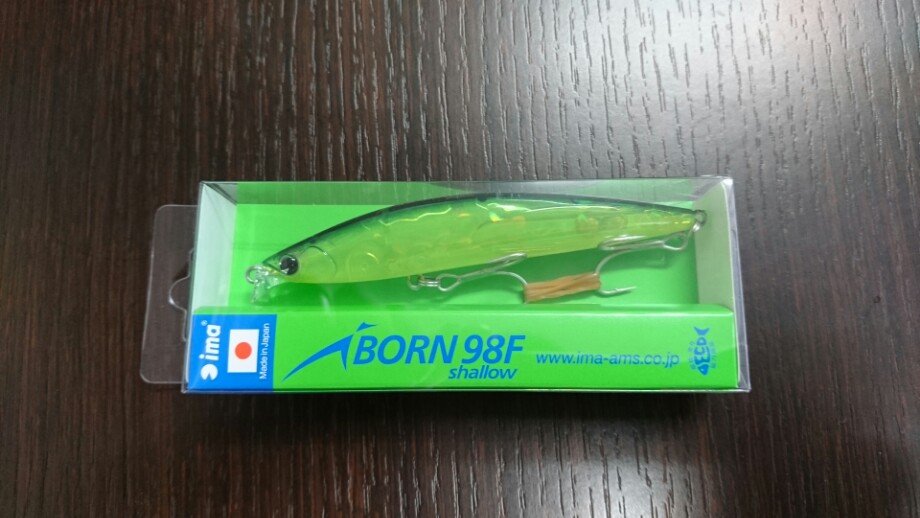 ima®
Made in Japan
BORN 98F
shallow
www.ima-ams.co.jp